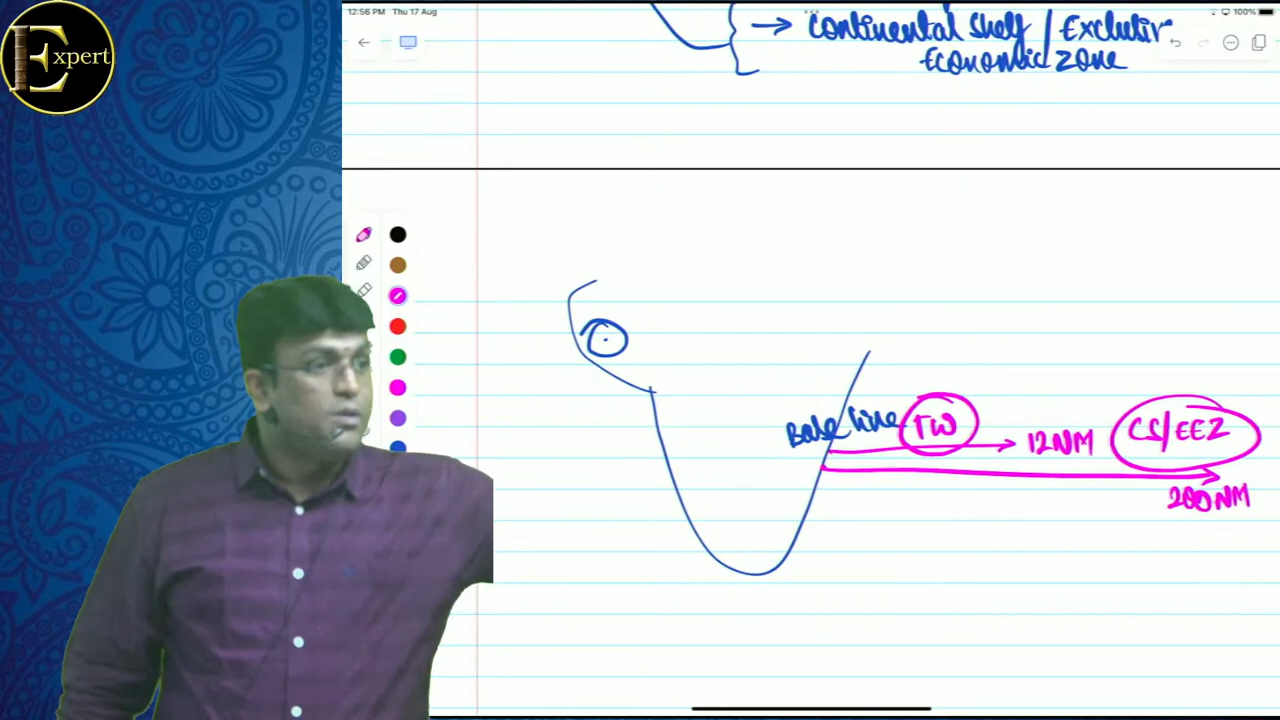 12:56 PM Thu 17 Aug
100%
Expert
→ Continental shelf / Exclusive
Economic zone
Base line
TW
12NM
CS/EEZ
200NM